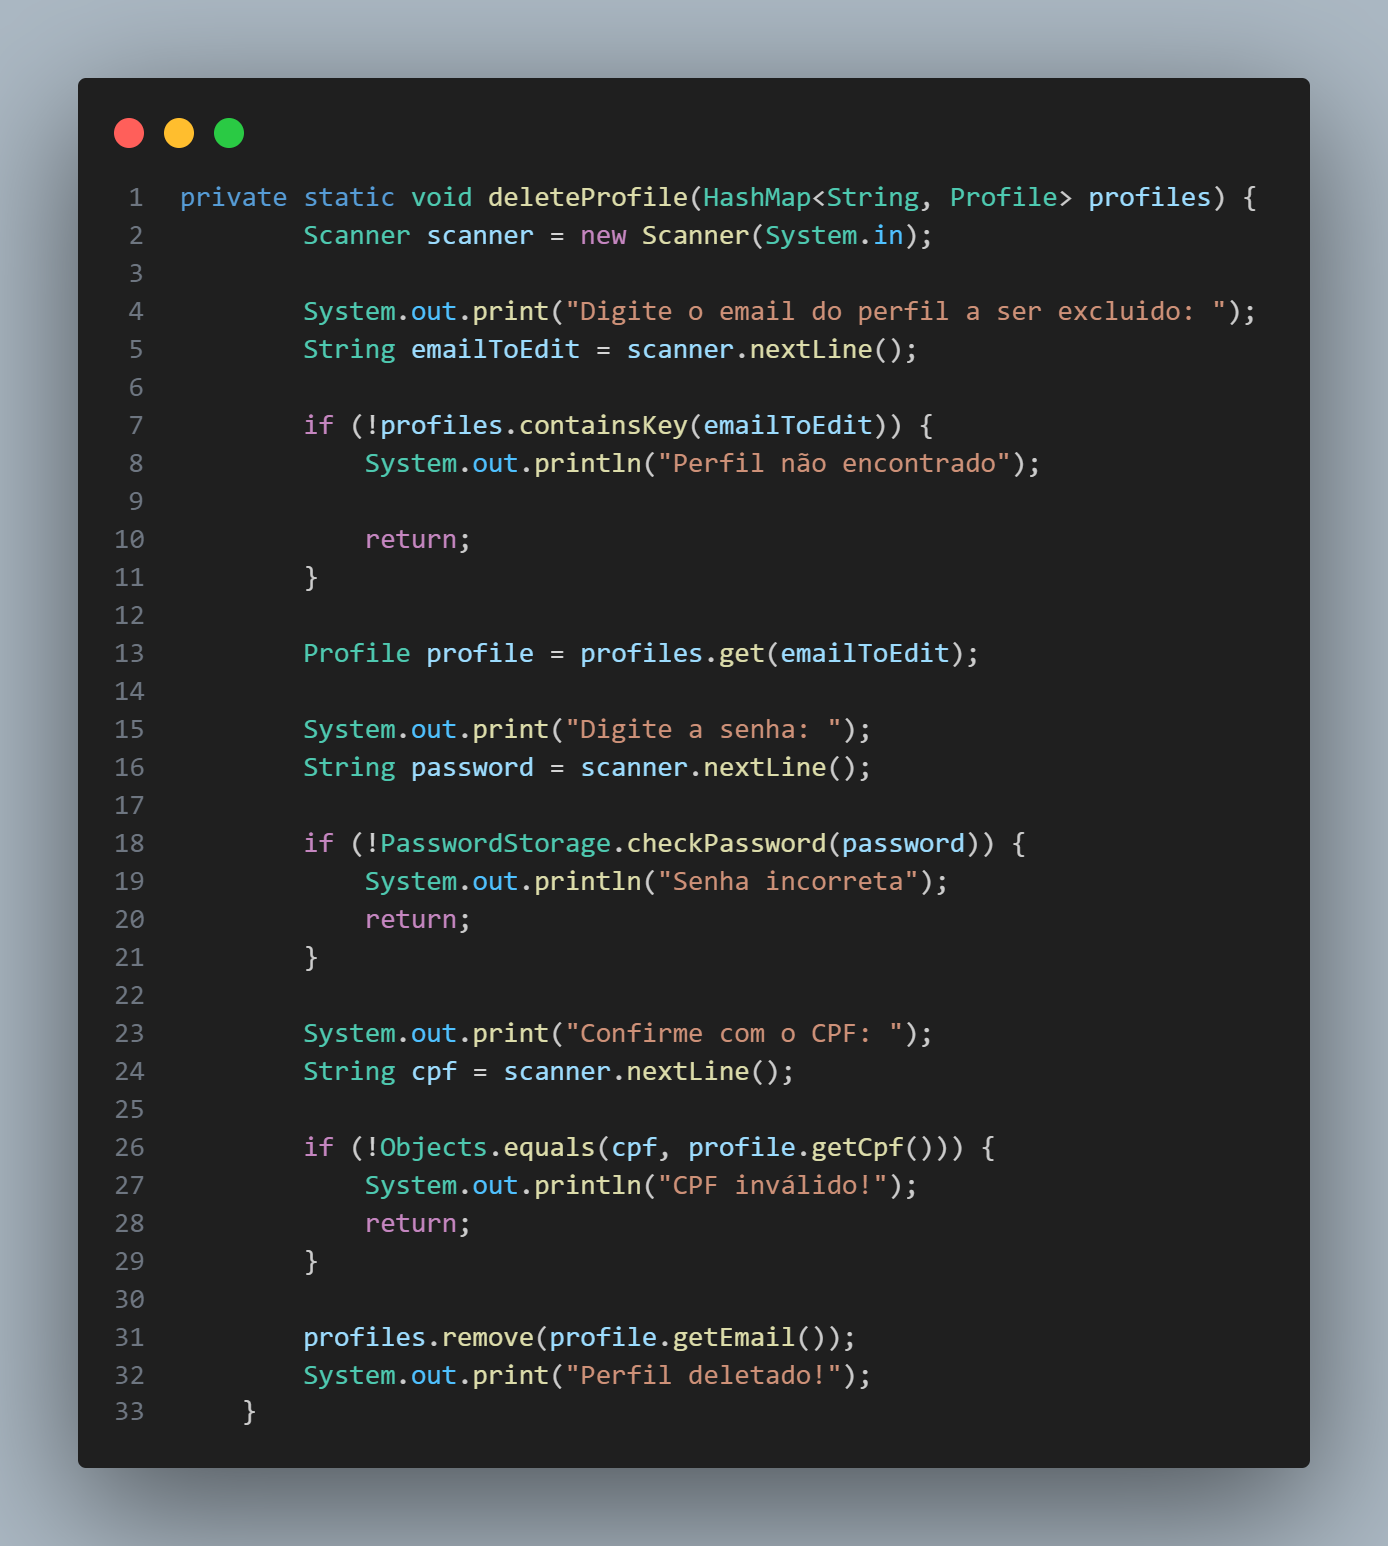 1 private static void deleteProfile(HashMap<String, Profile> profiles) {
2         Scanner scanner = new Scanner(System.in);
3
4         System.out.print("Digite o email do perfil a ser excluido: ");
5         String emailToEdit = scanner.nextLine();
6
7         if (!profiles.containsKey(emailToEdit)) {
8             System.out.println("Perfil não encontrado");
9
10             return;
11         }
12
13         Profile profile = profiles.get(emailToEdit);
14
15         System.out.print("Digite a senha: ");
16         String password = scanner.nextLine();
17
18         if (!PasswordStorage.checkPassword(password)) {
19             System.out.println("Senha incorreta");
20             return;
21         }
22
23         System.out.print("Confirme com o CPF: ");
24         String cpf = scanner.nextLine();
25
26         if (!Objects.equals(cpf, profile.getCpf())) {
27             System.out.println("CPF inválido!");
28             return;
29         }
30
31         profiles.remove(profile.getEmail());
32         System.out.print("Perfil deletado!");
33     }